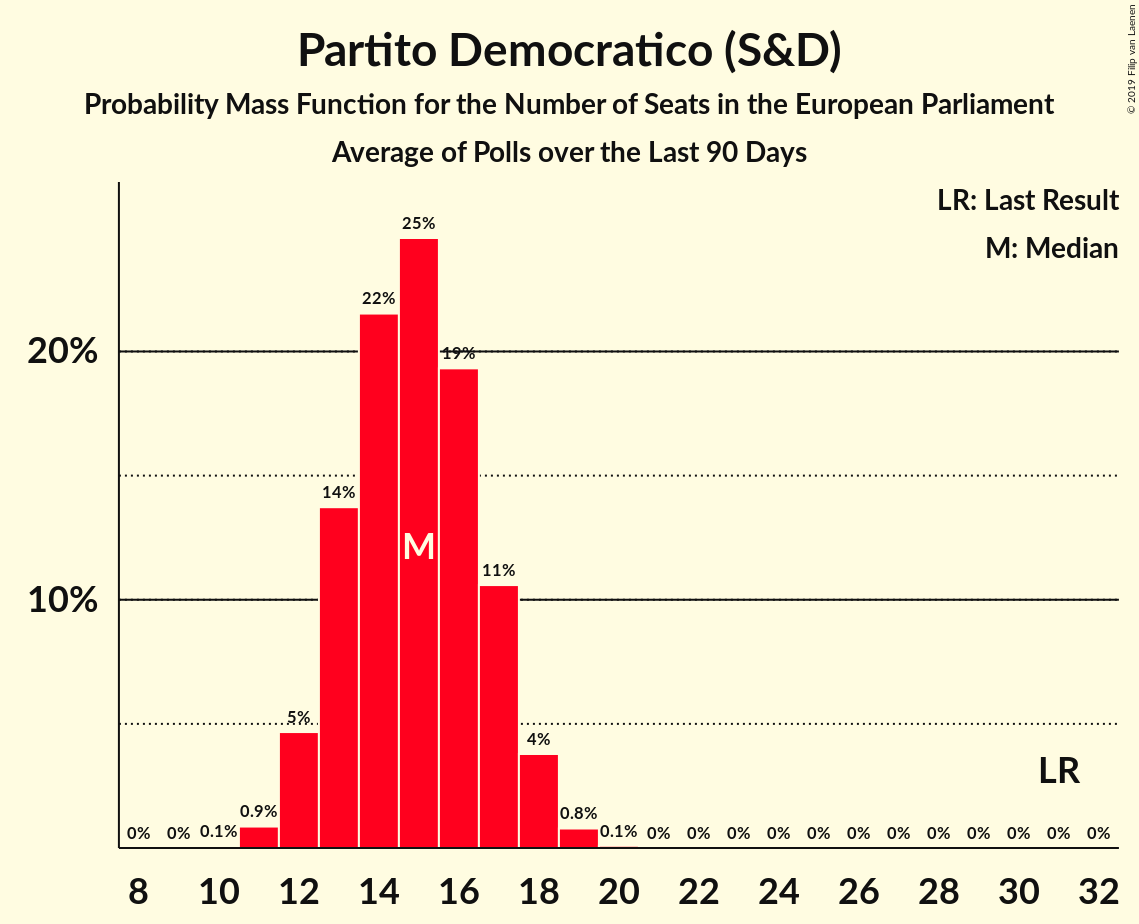 Partito Democratico (S&D)
Probability Mass Function for the Number of Seats in the European Parliament
Average of Polls over the Last 90 Days
© 2019 Filip van Laenen
LR: Last Result
M: Median
25%
22%
20%
19%
14%
M
11%
10%
5%
4%
LR
0% 0% 0.1% 0.9% 0.8% 0.1% 0% 0% 0% 0% 0% 0% 0% 0% 0% 0% 0% 0%
8 10 12 14 16 18 20 22 24 26 28 30 32